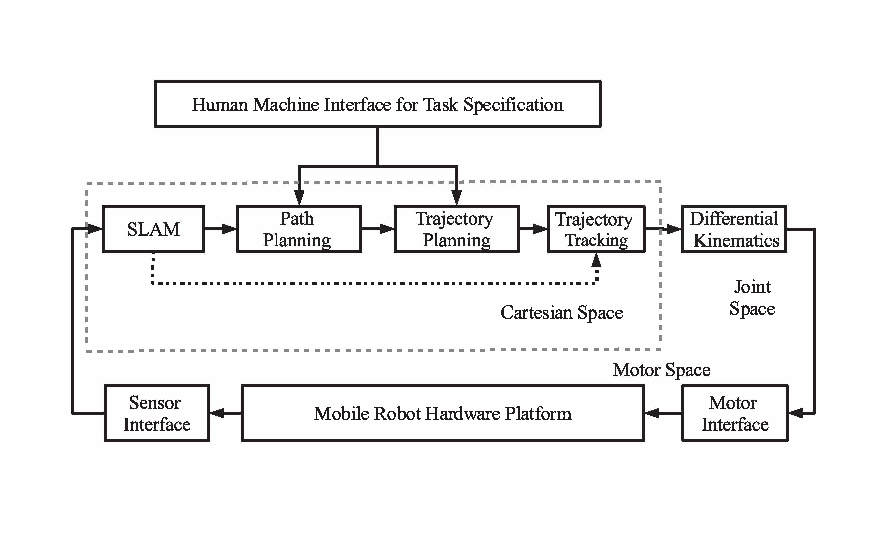 Human Machine Interface for Task Specification
SLAM
Path
Planning
Trajectory
Planning
Trajectory
Tracking
Differential
Kinematics
Joint
Space
Cartesian Space
Motor Space
Sensor
Interface
Mobile Robot Hardware Platform
Motor
Interface